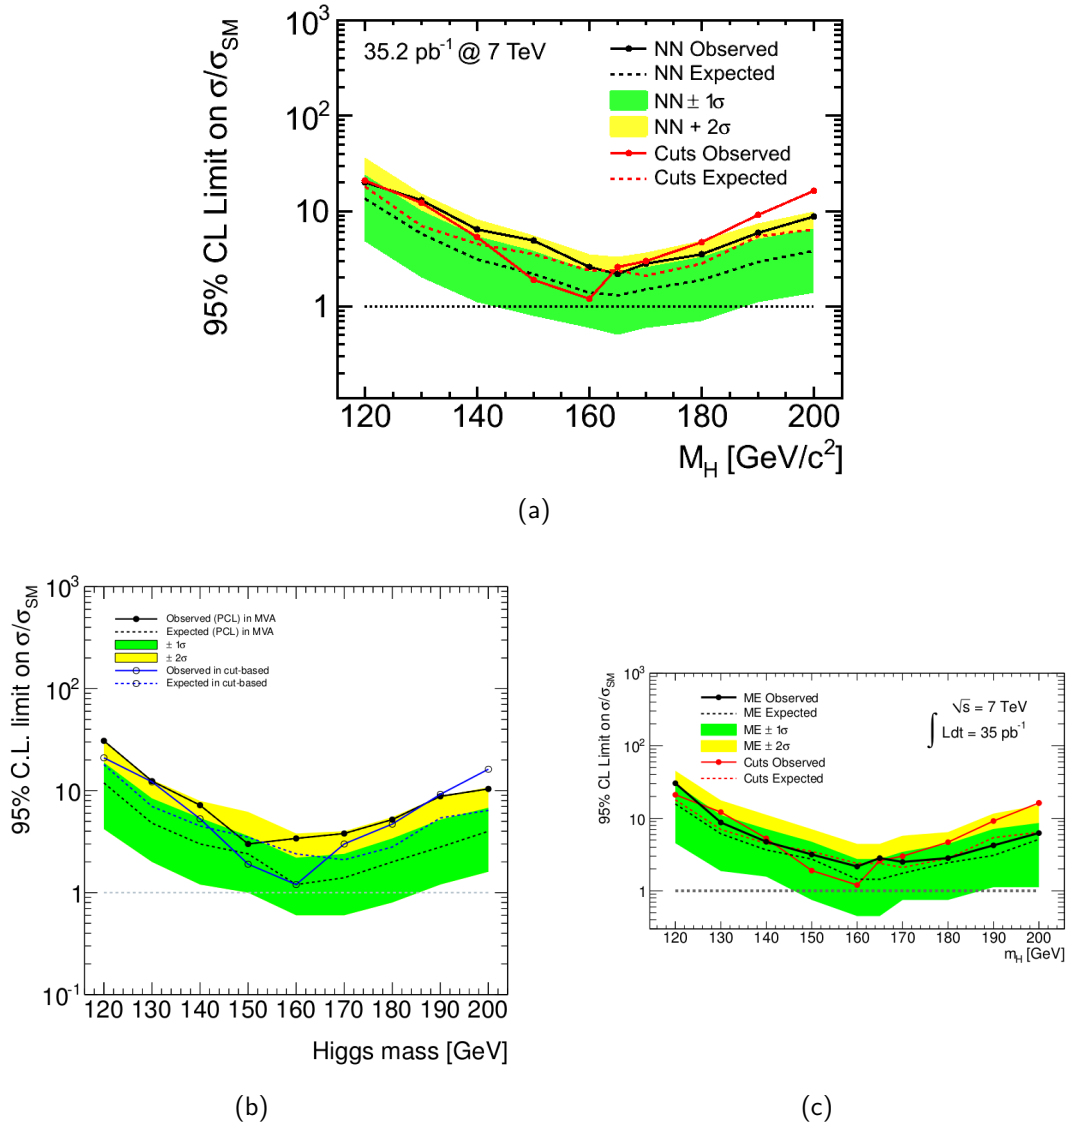 95% CL Limit on σ/σSM
10³
10²
10
1
35.2 pb⁻¹ @ 7 TeV
NN Observed
NN Expected
NN ± 1σ
NN + 2σ
Cuts Observed
Cuts Expected
120 140 160 180 200
MH [GeV/c²]
(a)
95% C.L. limit on σ/σSM
10³
10²
10
1
10⁻¹
Observed (PCL) in MVA
Expected (PCL) in MVA
± 1σ
± 2σ
Observed in cut-based
Expected in cut-based
120 130 140 150 160 170 180 190 200
Higgs mass [GeV]
(b)
95% CL Limit on σ/σSM
10³
10²
10
1
ME Observed
ME Expected
ME ± 1σ
ME ± 2σ
Cuts Observed
Cuts Expected
√s = 7 TeV
∫ Ldt = 35 pb⁻¹
120 130 140 150 160 170 180 190 200
mH [GeV]
(c)